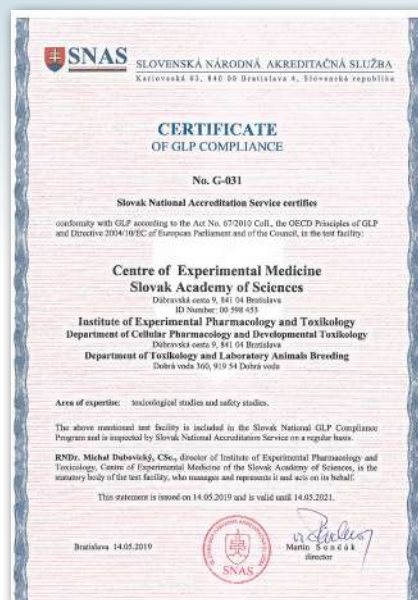 SNAS SLOVENSKÁ NÁRODNÁ AKREDITAČNÁ SLUŽBA
Karloveská 63, 840 00 Bratislava 4, Slovenská republika
CERTIFICATE
OF GLP COMPLIANCE
No. G-031
Slovak National Accreditation Service certifies
conformity with GLP according to the Act No. 67/2010 Coll., the OECD Principles of GLP
and Directive 2004/10/EC of European Parliament and of the Council, in the test facility:
Centre of Experimental Medicine
Slovak Academy of Sciences
Dúbravská cesta 9, 841 04 Bratislava
ID Number: 00 598 453
Institute of Experimental Pharmacology and Toxikology
Department of Cellular Pharmacology and Developmental Toxikology
Dúbravská cesta 9, 841 04 Bratislava
Department of Toxikology and Laboratory Animals Breeding
Dobrá voda 360, 919 54 Dobrá voda
Area of expertise: toxicological studies and safety studies.
The above mentioned test facility is included in the Slovak National GLP Compliance
Program and is inspected by Slovak National Accreditation Service on a regular basis.
RNDr. Michal Dubovický, CSc., director of Institute of Experimental Pharmacology and
Toxicology, Centre of Experimental Medicine of the Slovak Academy of Sciences, is the
statutory body of the test facility, who manages and represents it and acts on its behalf.
This statement is issued on 14.05.2019 and is valid until 14.05.2021.
Bratislava 14.05.2019
Martin Senčák
director
SNAS